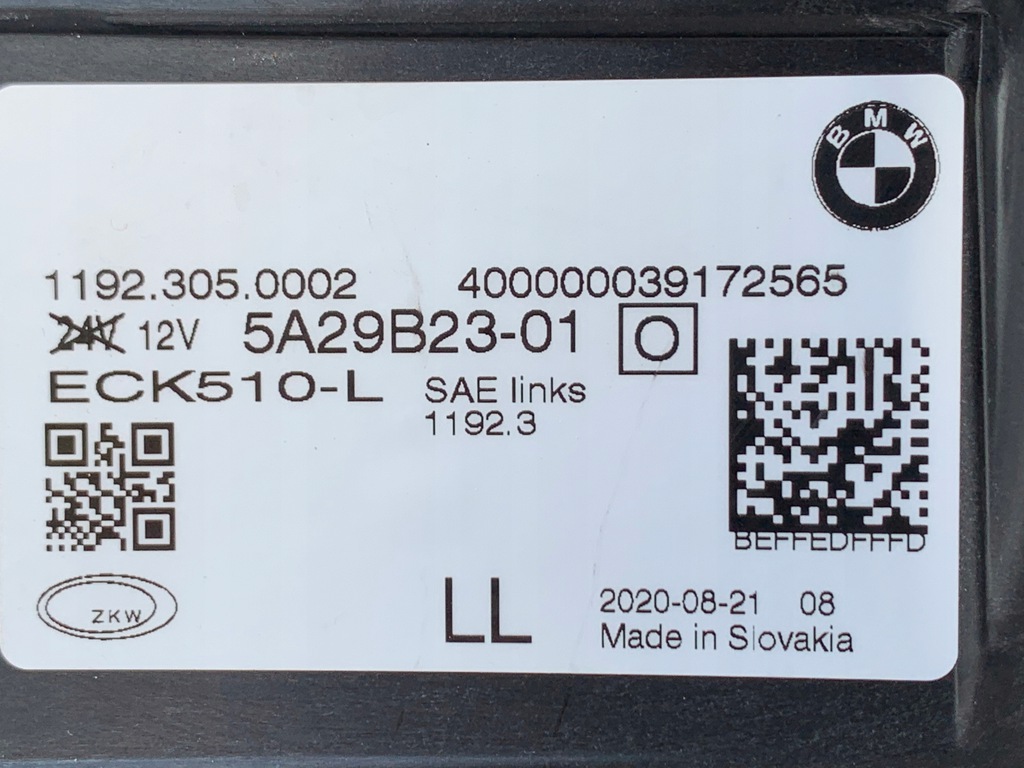 BMW
1192.305.0002 400000039172565
24V 12V 5A29B23-01 O
ECK510-L SAE links
1192.3
BEFFEDFFFD
ZKW
LL
2020-08-21 08
Made in Slovakia